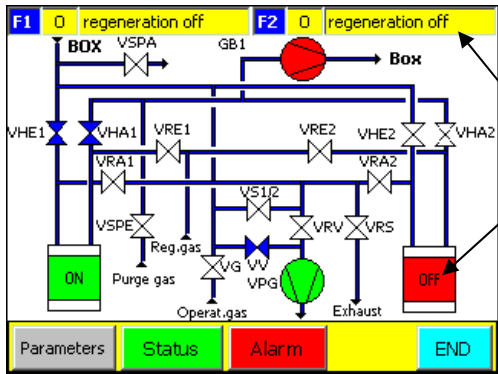 F1 0 regeneration off F2 0 regeneration off
BOX VSPA GB1 Box
VHE1 VHA1 VRE1 VRE2 VHE2 VHA2
VRA1 VRA2
VS1/2
VSPE VRV VRS
Reg.gas
ON Purge gas VG VV VPG OFF
Operat.gas Exhaust
Parameters Status Alarm END